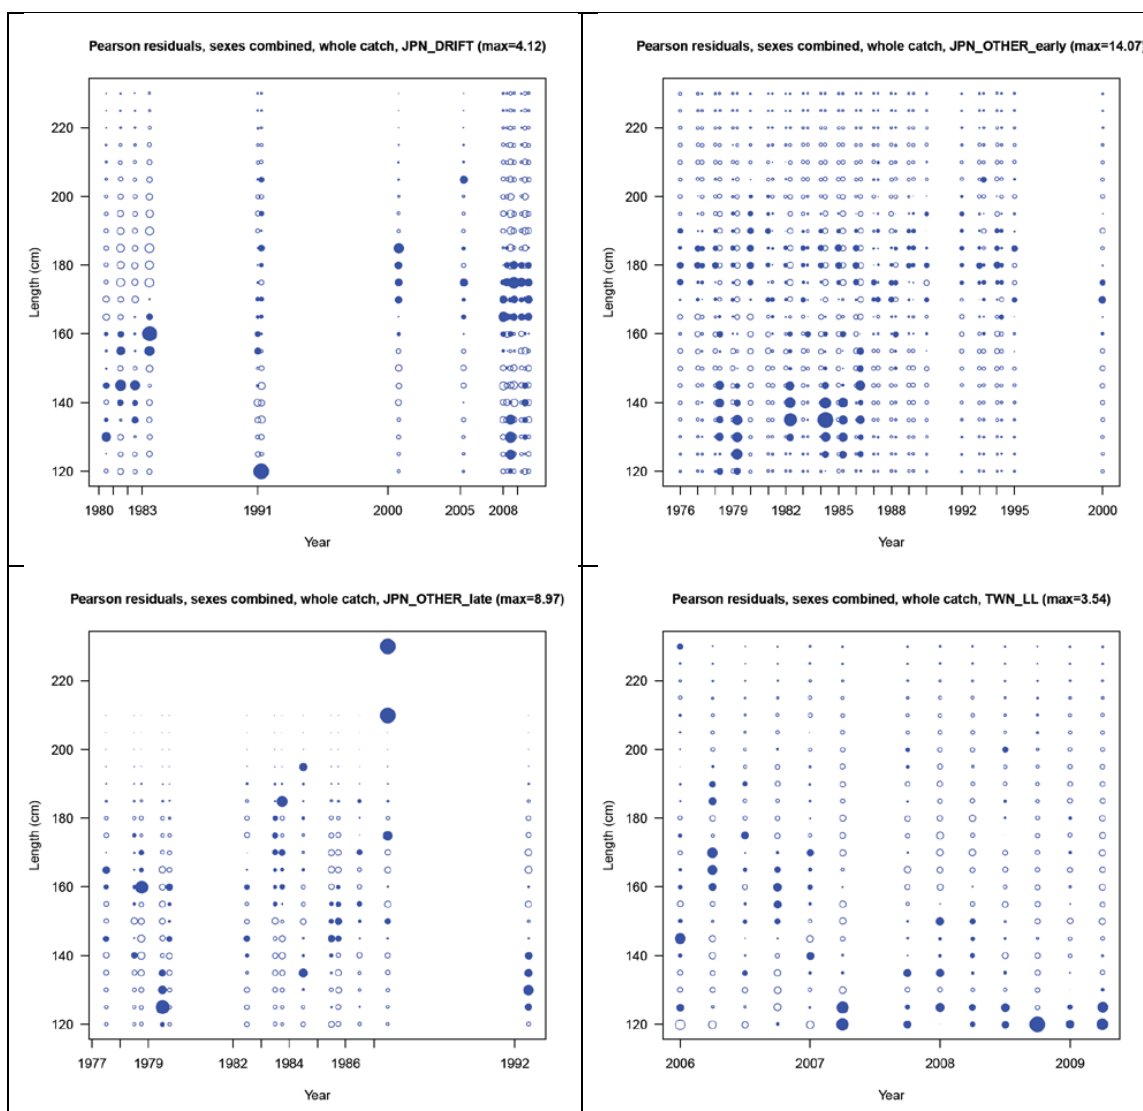 Pearson residuals, sexes combined, whole catch, JPN_DRIFT (max=4.12)
220
200
180
160
140
120
Length (cm)
1980 1983 1991 2000 2005 2008
Year
Pearson residuals, sexes combined, whole catch, JPN_OTHER_early (max=14.07)
220
200
180
160
140
120
Length (cm)
1976 1979 1982 1985 1988 1992 1995 2000
Year
Pearson residuals, sexes combined, whole catch, JPN_OTHER_late (max=8.97)
220
200
180
160
140
120
Length (cm)
1977 1979 1982 1984 1986 1992
Year
Pearson residuals, sexes combined, whole catch, TWN_LL (max=3.54)
220
200
180
160
140
120
Length (cm)
2006 2007 2008 2009
Year